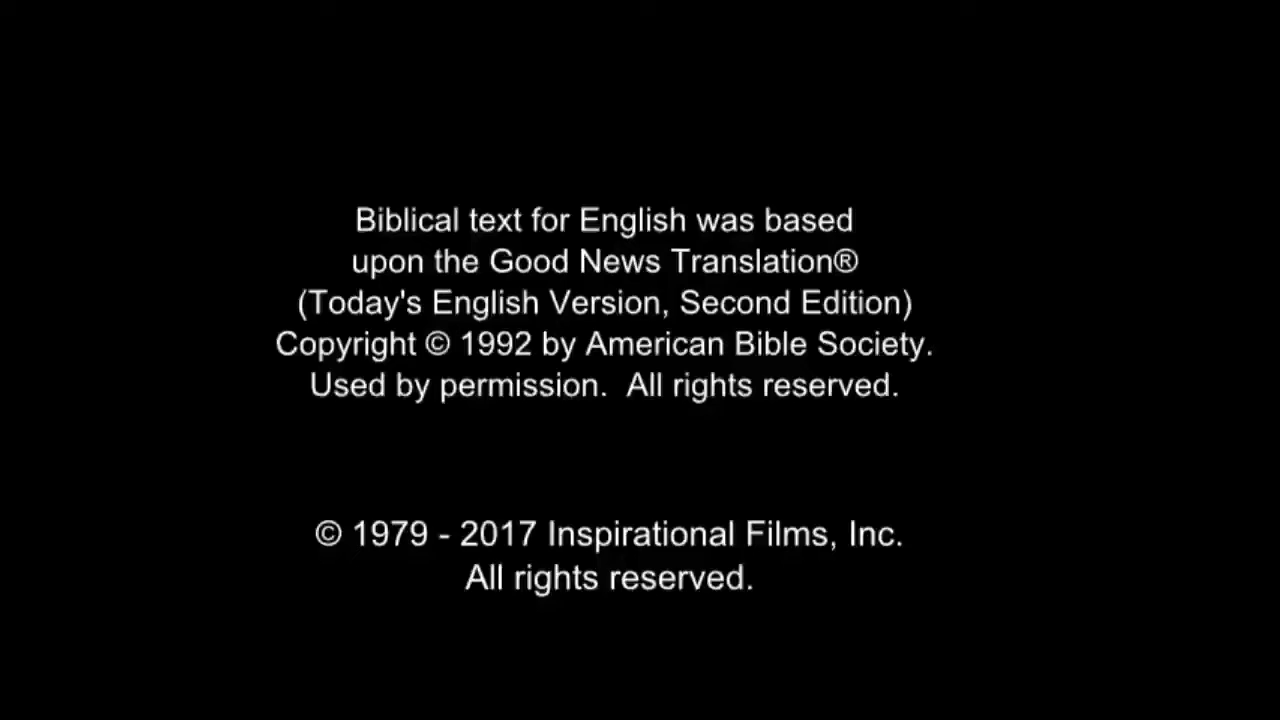 Biblical text for English was based
upon the Good News Translation®
(Today's English Version, Second Edition)
Copyright © 1992 by American Bible Society.
Used by permission.  All rights reserved.
© 1979 - 2017 Inspirational Films, Inc.
All rights reserved.